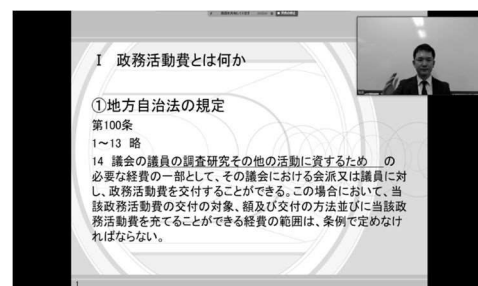 Ⅰ　政務活動費とは何か
①地方自治法の規定
第100条
1～13　略
14　議会の議員の調査研究その他の活動に資するため　の
必要な経費の一部として、その議会における会派又は議員に対
し、政務活動費を交付することができる。この場合において、当
該政務活動費の交付の対象、額及び交付の方法並びに当該政
務活動費を充てることができる経費の範囲は、条例で定めなけ
ればならない。
1